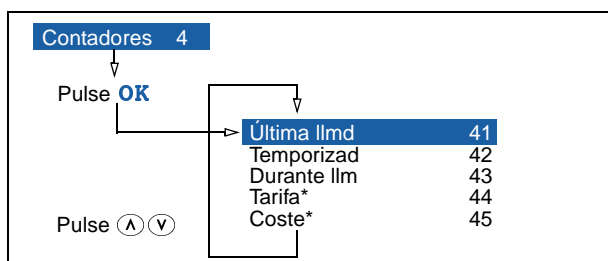 Contadores 4
Pulse OK
Última llmd 41
Temporizad 42
Durante llm 43
Tarifa* 44
Coste* 45
Pulse